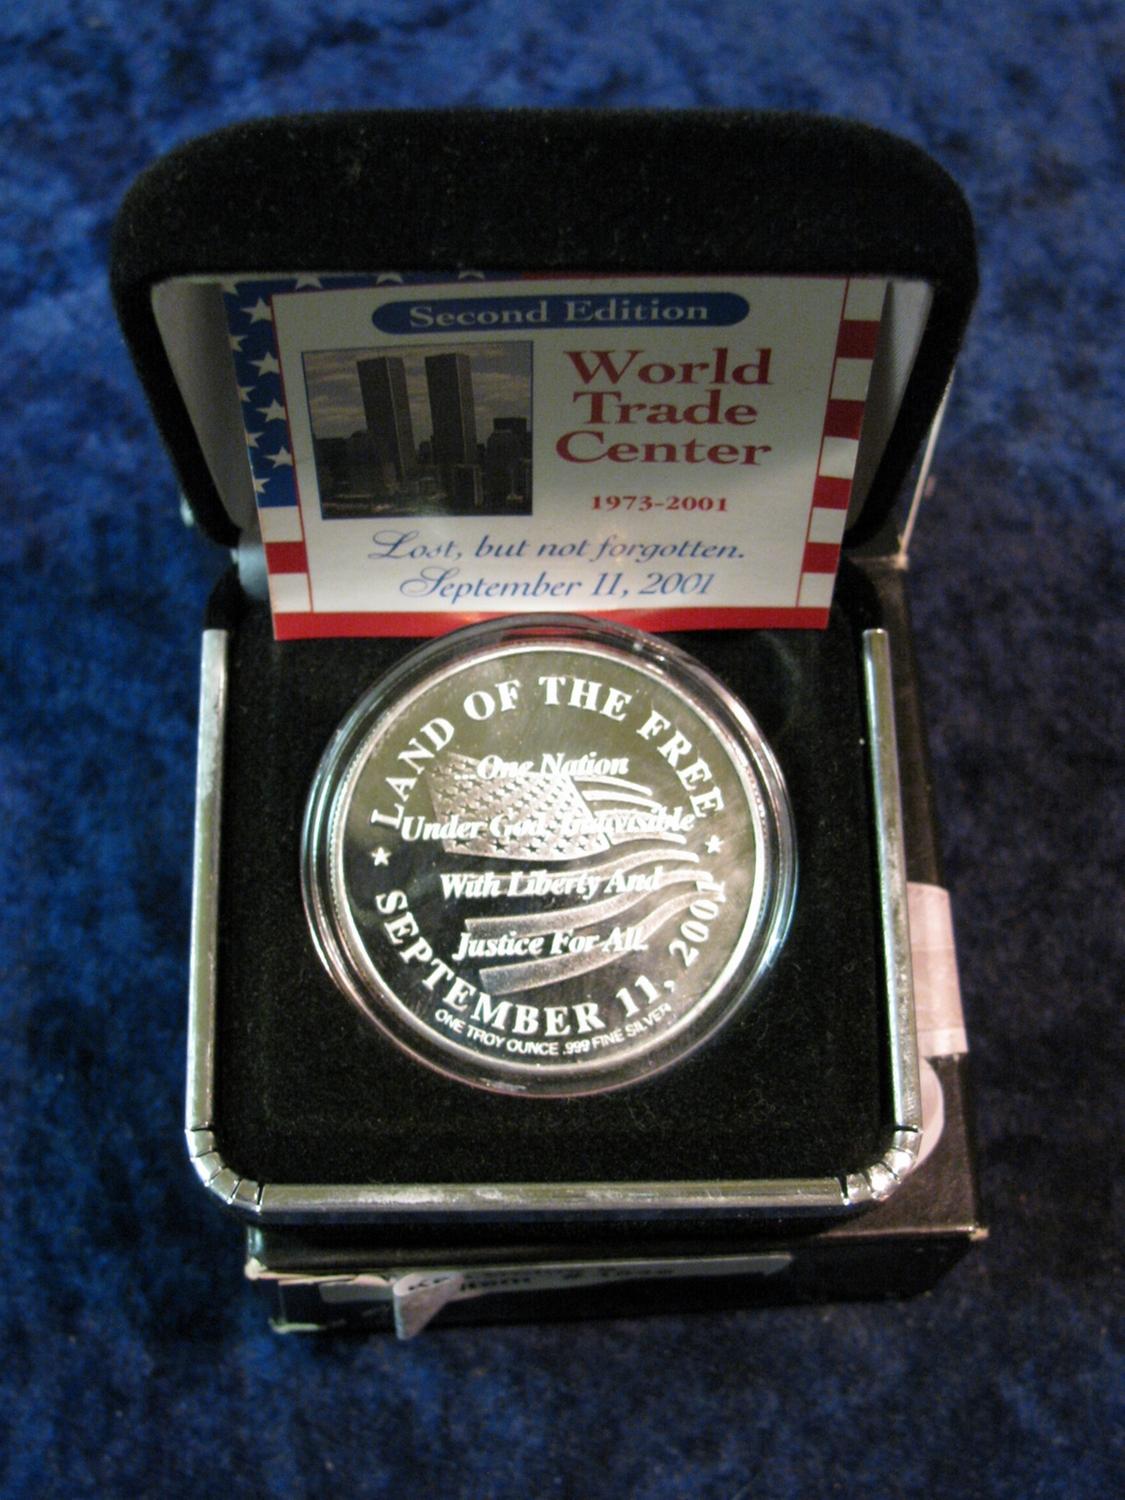 Second Edition
World
Trade
Center
1973-2001
Lost, but not forgotten.
September 11, 2001
LAND OF THE FREE
One Nation
Under God, Indivisible
With Liberty And
Justice For All.
SEPTEMBER 11, 2001
ONE TROY OUNCE .999 FINE SILVER